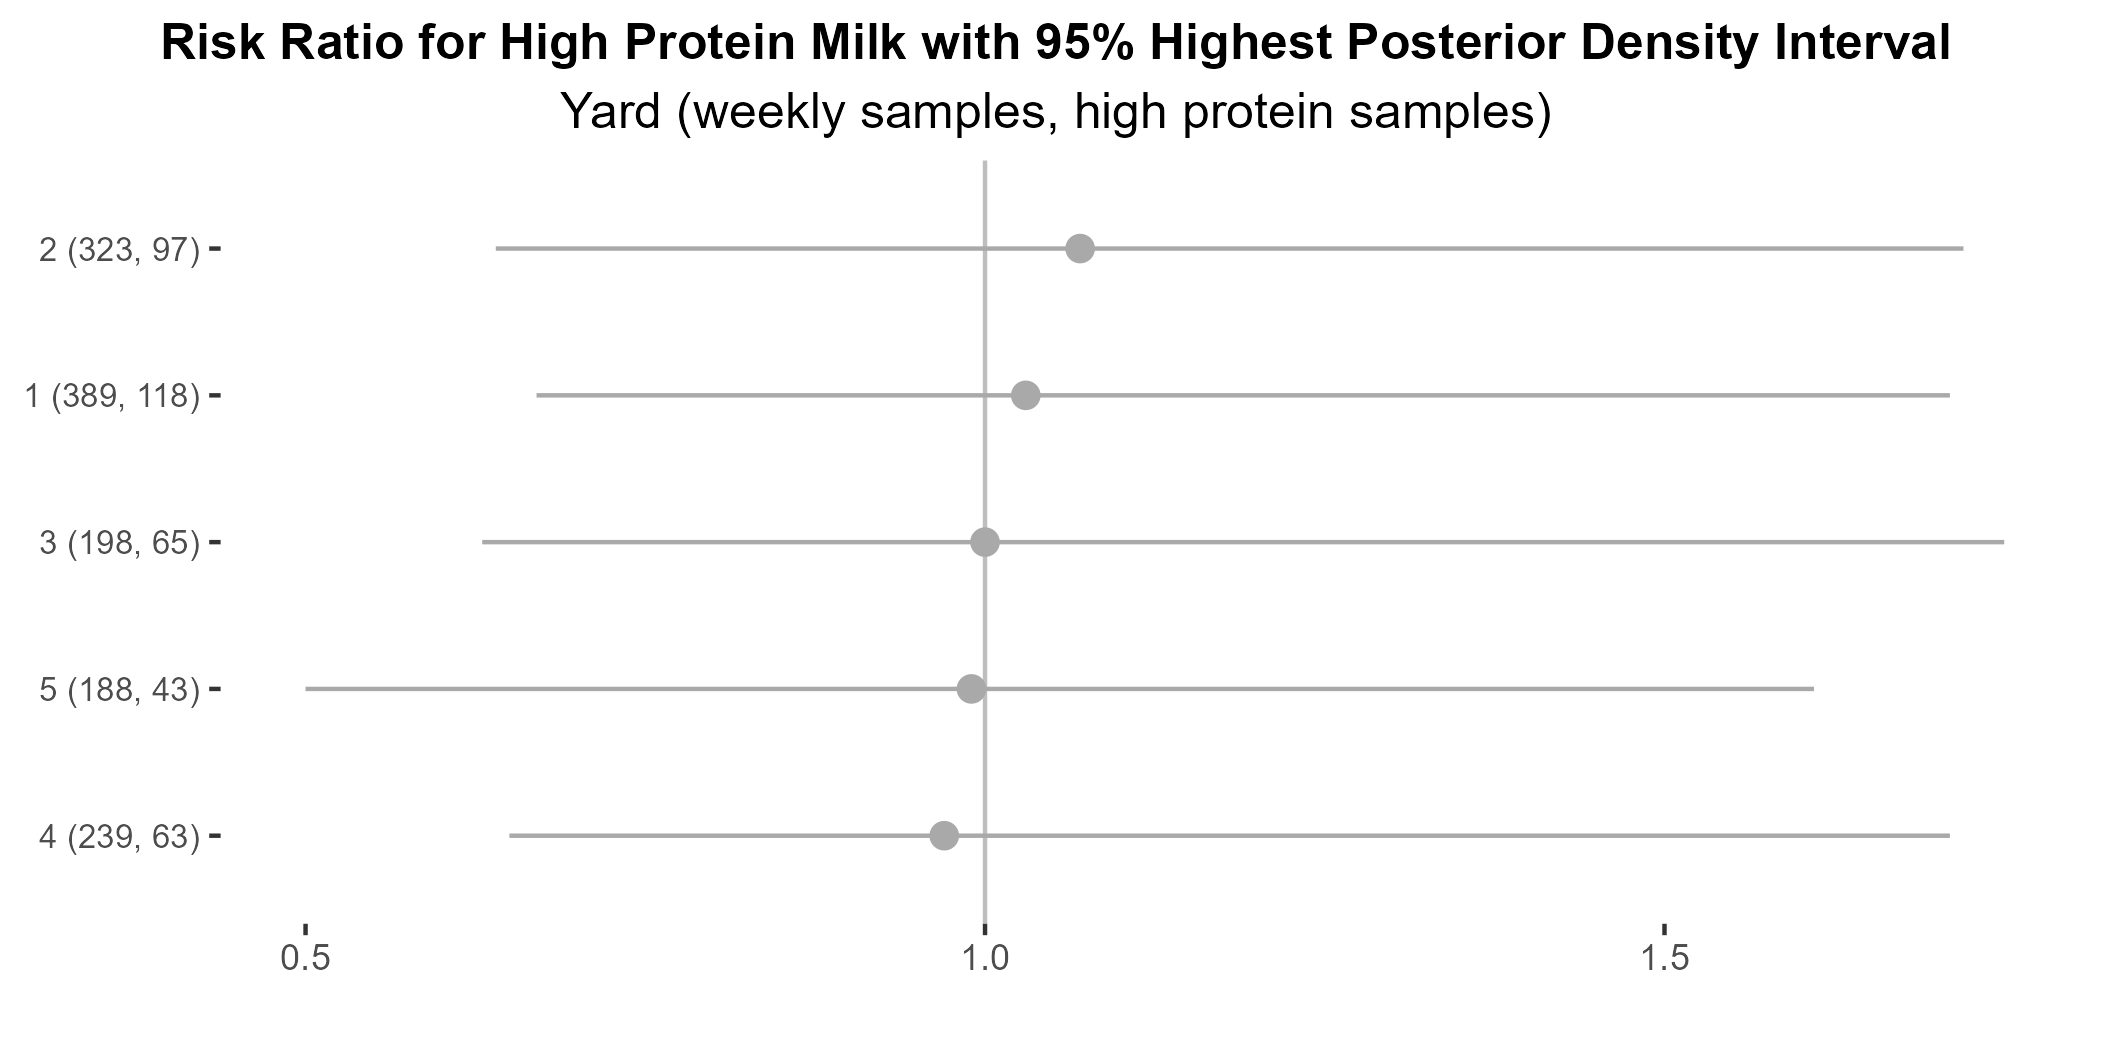 Risk Ratio for High Protein Milk with 95% Highest Posterior Density Interval
Yard (weekly samples, high protein samples)
2 (323, 97)
1 (389, 118)
3 (198, 65)
5 (188, 43)
4 (239, 63)
0.5 1.0 1.5